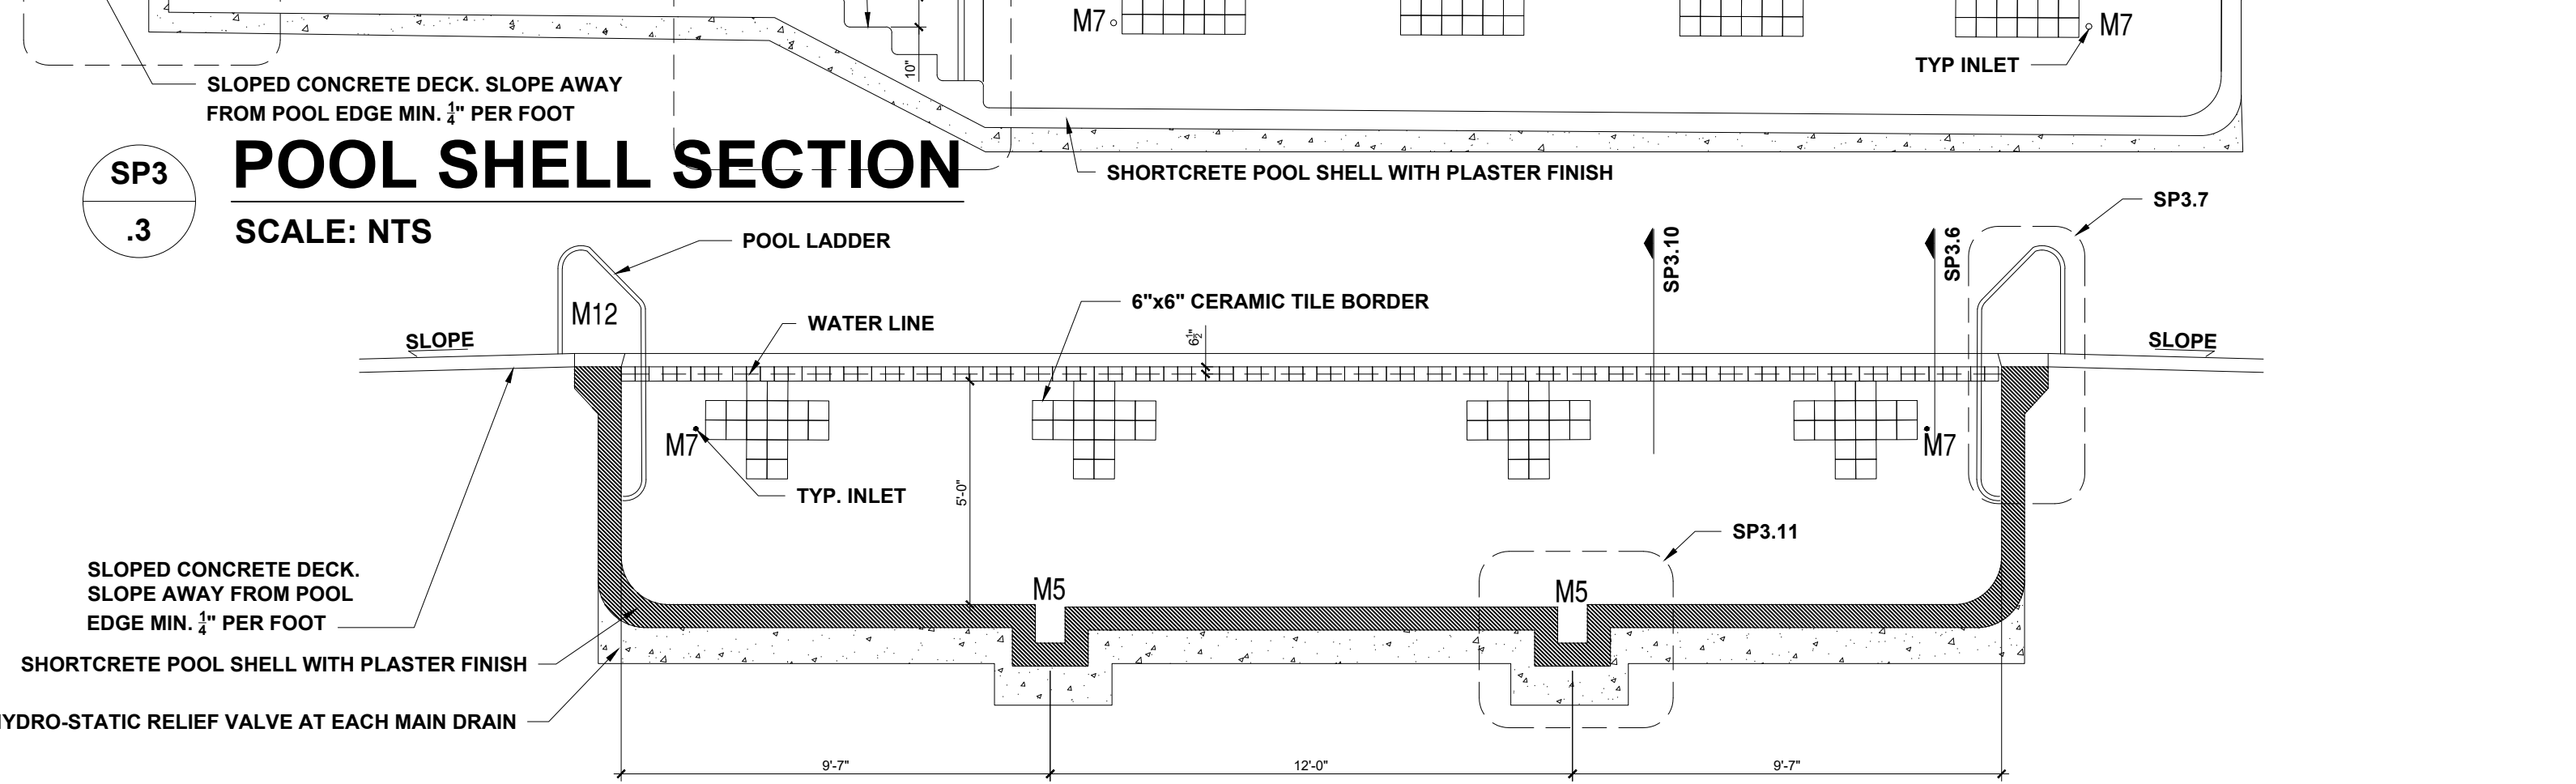 M7
M7
TYP INLET
10"
SLOPED CONCRETE DECK. SLOPE AWAY
FROM POOL EDGE MIN. 1/4" PER FOOT
SP3
.3
POOL SHELL SECTION
SCALE: NTS
SHORTCRETE POOL SHELL WITH PLASTER FINISH
SP3.7
POOL LADDER
SP3.10
SP3.6
M12
6"x6" CERAMIC TILE BORDER
WATER LINE
6 1/2"
SLOPE
SLOPE
M7
M7
TYP. INLET
5'-0"
SP3.11
SLOPED CONCRETE DECK.
SLOPE AWAY FROM POOL
EDGE MIN. 1/4" PER FOOT
M5
M5
SHORTCRETE POOL SHELL WITH PLASTER FINISH
YDRO-STATIC RELIEF VALVE AT EACH MAIN DRAIN
9'-7"
12'-0"
9'-7"